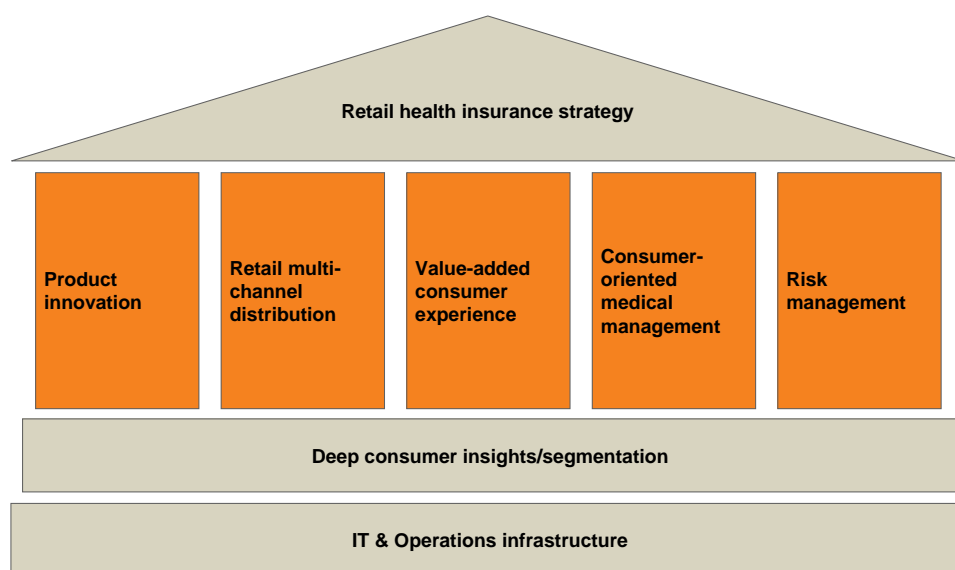 Retail health insurance strategy
Product
innovation
Retail multi-
channel
distribution
Value-added
consumer
experience
Consumer-
oriented
medical
management
Risk
management
Deep consumer insights/segmentation
IT & Operations infrastructure